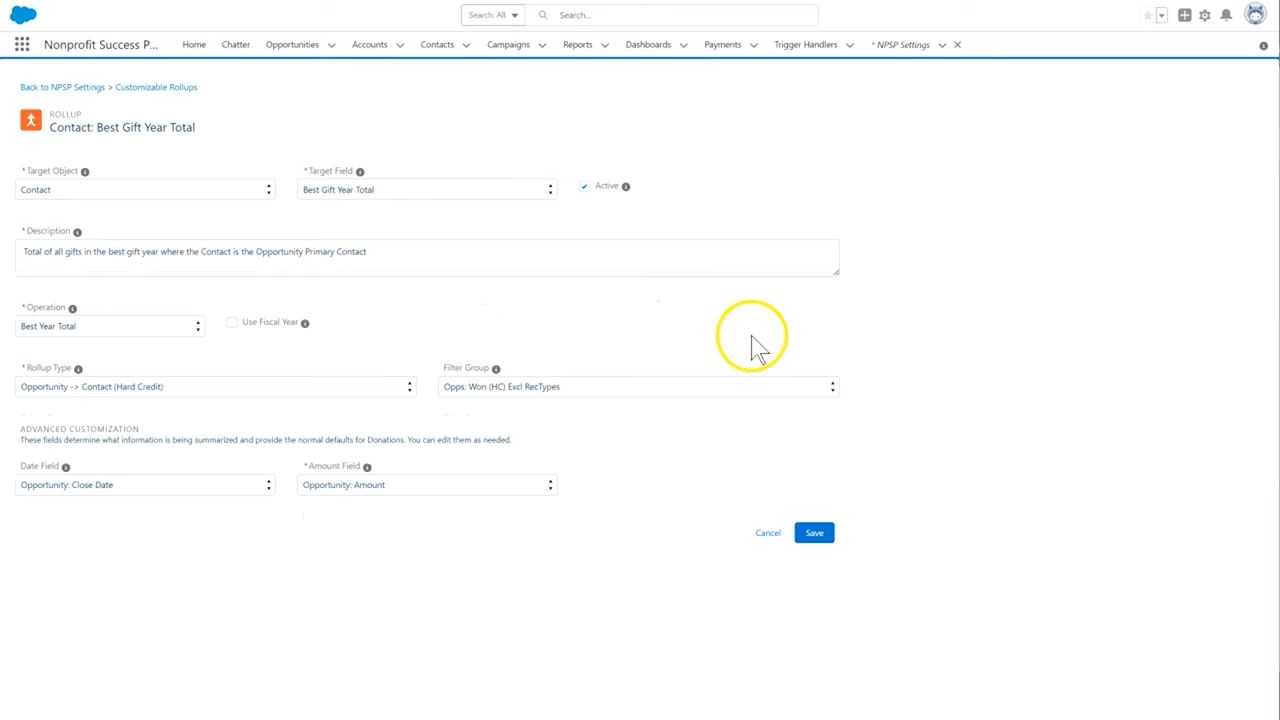 Search: All
Search...
Nonprofit Success P...
Home
Chatter
Opportunities
Accounts
Contacts
Campaigns
Reports
Dashboards
Payments
Trigger Handlers
* NPSP Settings
Back to NPSP Settings > Customizable Rollups
ROLLUP
Contact: Best Gift Year Total
* Target Object
* Target Field
Contact
Best Gift Year Total
Active
* Description
Total of all gifts in the best gift year where the Contact is the Opportunity Primary Contact
* Operation
Best Year Total
Use Fiscal Year
* Rollup Type
Filter Group
Opportunity -> Contact (Hard Credit)
Opps: Won (HC) Excl RecTypes
ADVANCED CUSTOMIZATION
These fields determine what information is being summarized and provide the normal defaults for Donations. You can edit them as needed.
Date Field
* Amount Field
Opportunity: Close Date
Opportunity: Amount
Cancel
Save